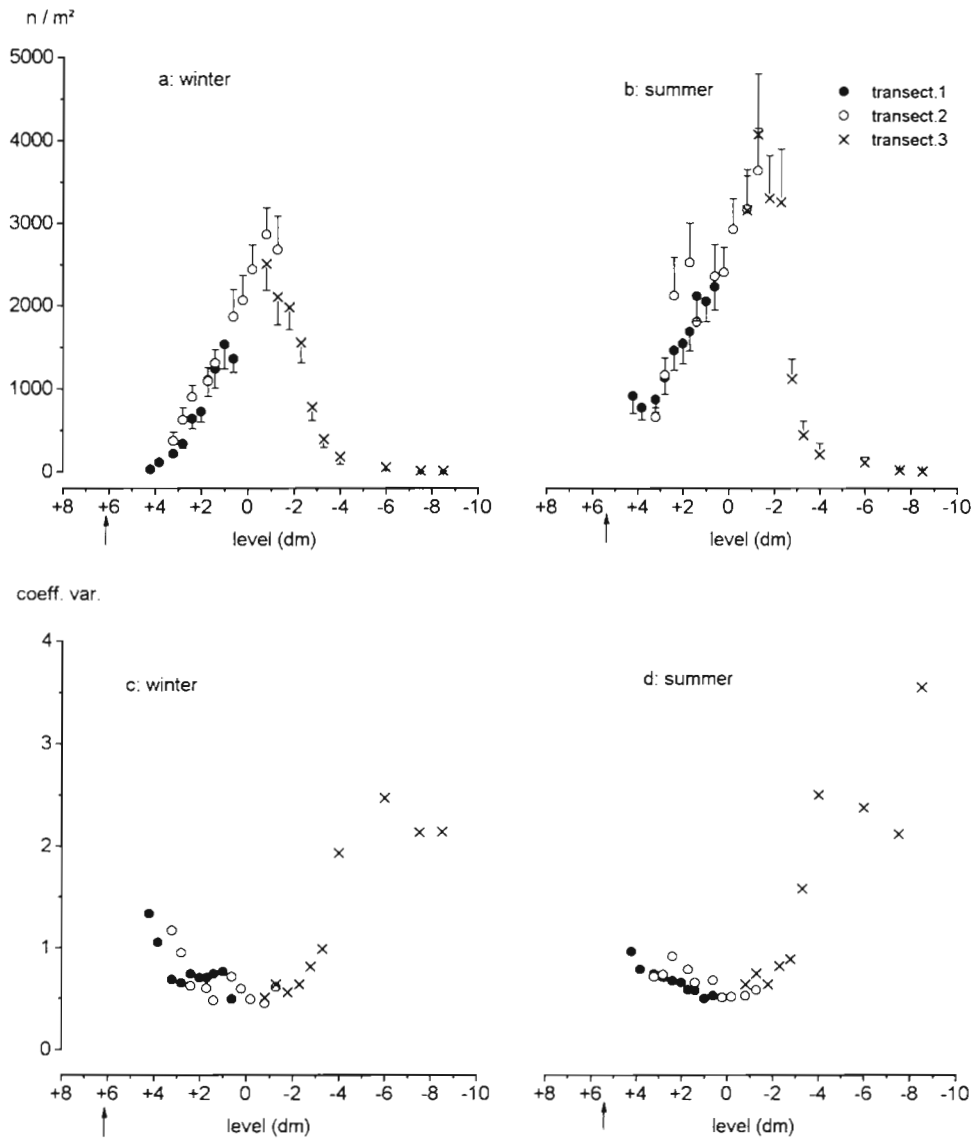 n / m²
5000
4000
3000
2000
1000
0
a: winter
b: summer
transect.1
transect.2
transect.3
+8 +6 +4 +2 0 -2 -4 -6 -8 -10
level (dm)
+8 +6 +4 +2 0 -2 -4 -6 -8 -10
level (dm)
coeff. var.
4
3
2
1
0
c: winter
d: summer
+8 +6 +4 +2 0 -2 -4 -6 -8 -10
level (dm)
+8 +6 +4 +2 0 -2 -4 -6 -8 -10
level (dm)